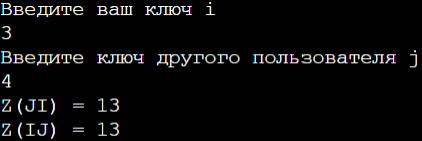 Введите ваш ключ i
3
Введите ключ другого пользователя j
4
Z(JI) = 13
Z(IJ) = 13